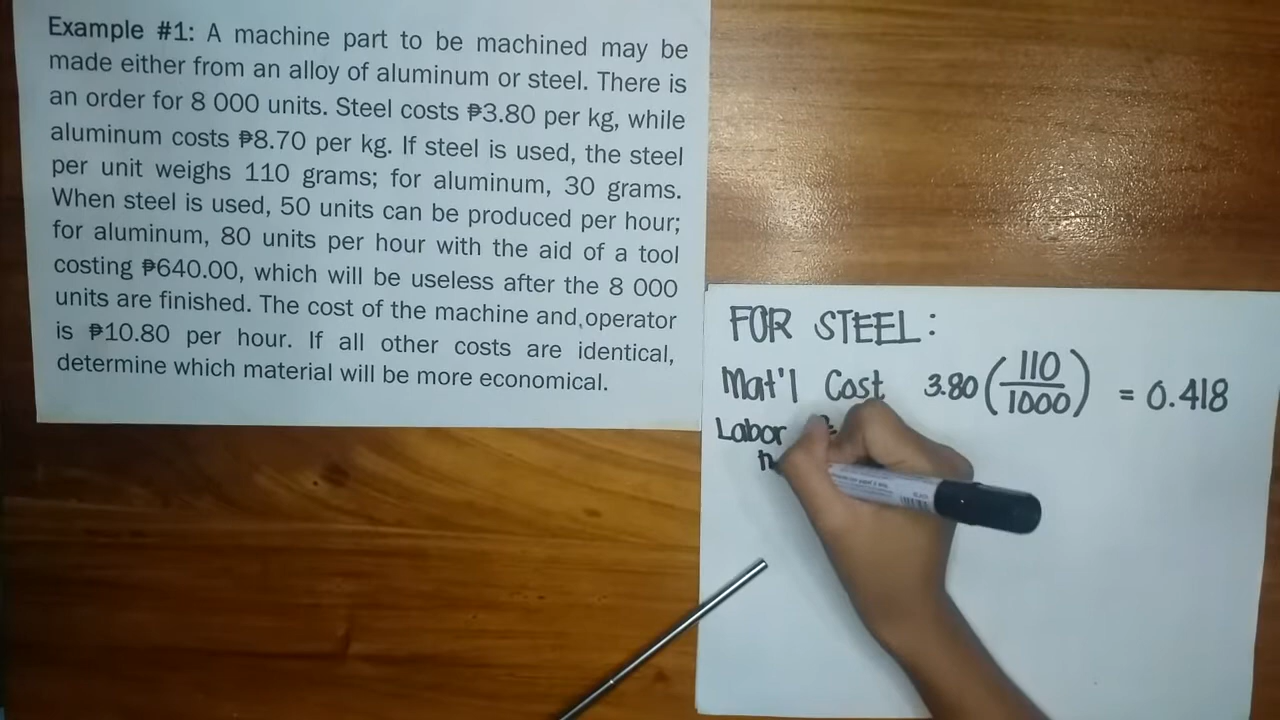 Example #1: A machine part to be machined may be
made either from an alloy of aluminum or steel. There is
an order for 8 000 units. Steel costs ₱3.80 per kg, while
aluminum costs ₱8.70 per kg. If steel is used, the steel
per unit weighs 110 grams; for aluminum, 30 grams.
When steel is used, 50 units can be produced per hour;
for aluminum, 80 units per hour with the aid of a tool
costing ₱640.00, which will be useless after the 8 000
units are finished. The cost of the machine and operator
is ₱10.80 per hour. If all other costs are identical,
determine which material will be more economical.
FOR STEEL:
Mat'l Cost 3.80 (110/1000) = 0.418
Labor &